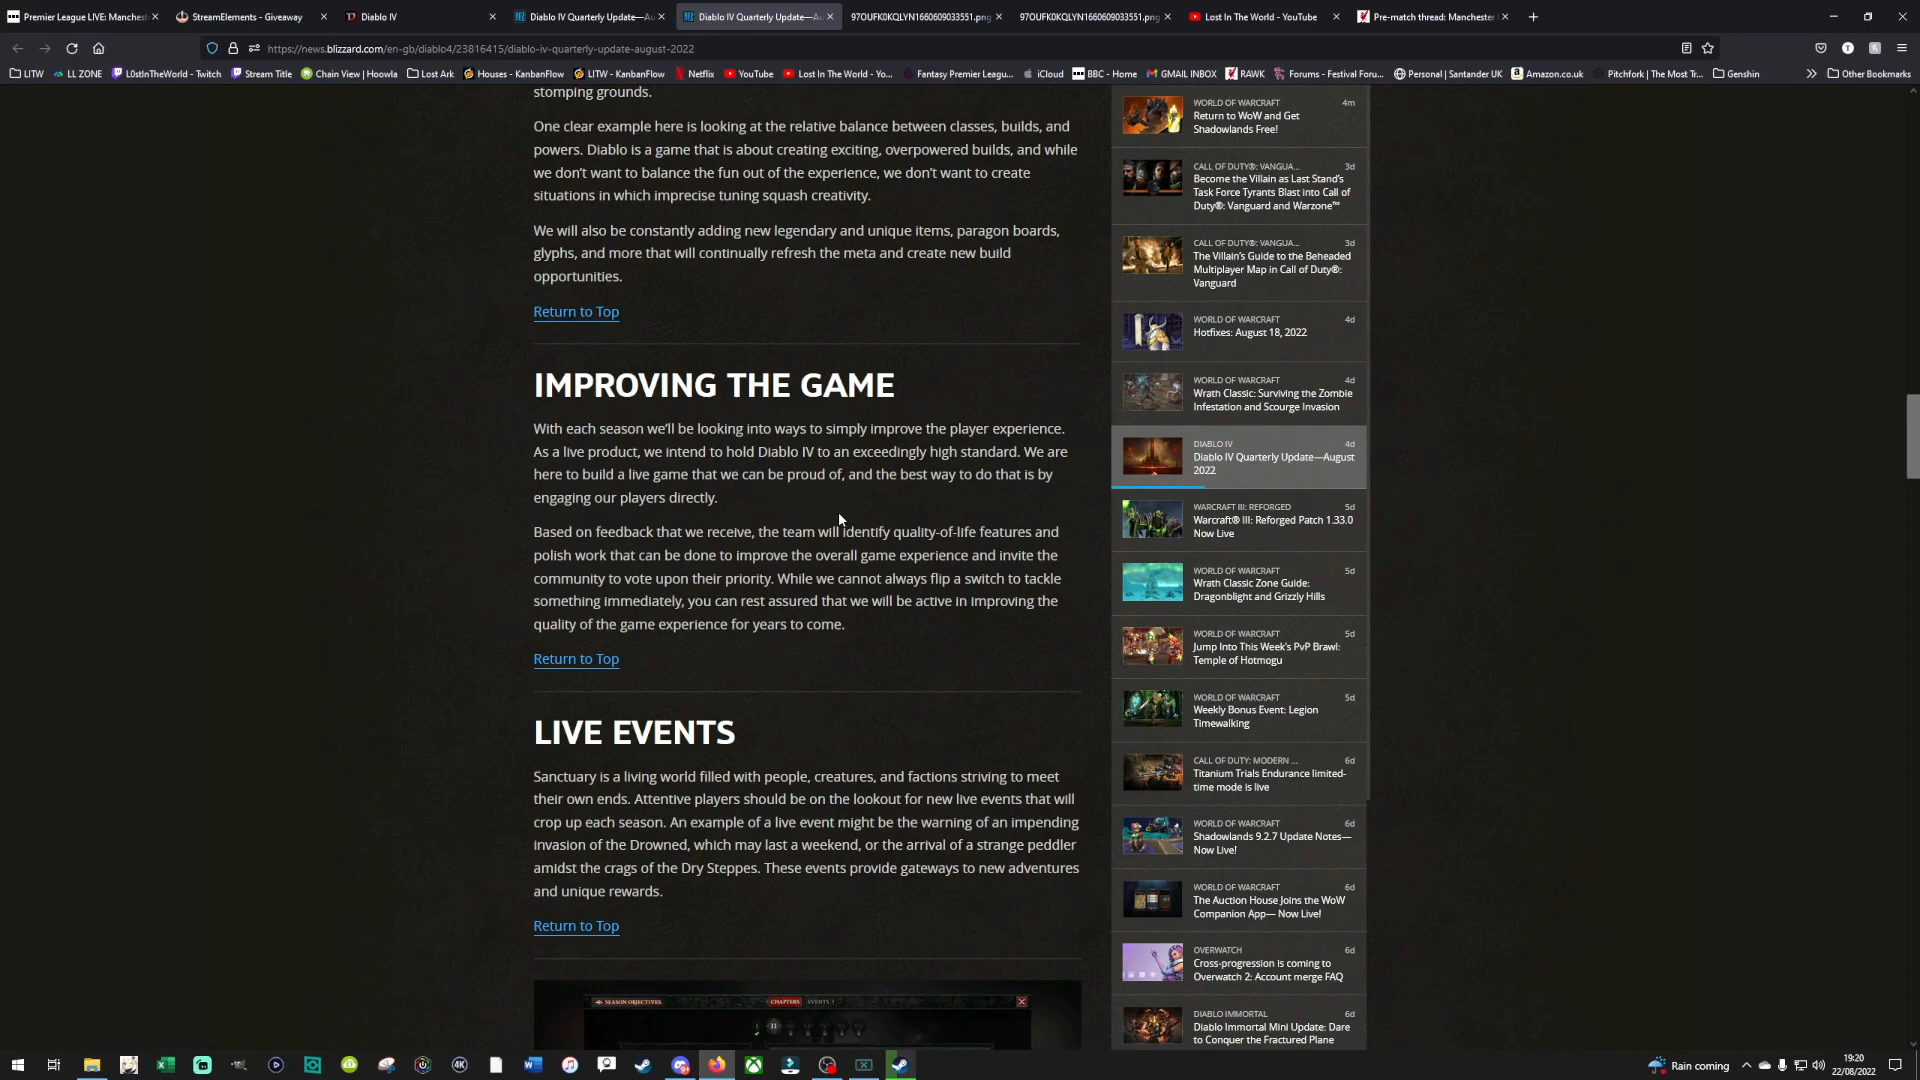 Premier League LIVE: Manchest
StreamElements - Giveaway
Diablo IV
Diablo IV Quarterly Update—Au
Diablo IV Quarterly Update—Au
97OUFK0KQLYN1660609033551.png
97OUFK0KQLYN1660609033551.png
Lost In The World - YouTube
Pre-match thread: Manchester
https://news.blizzard.com/en-gb/diablo4/23816415/diablo-iv-quarterly-update-august-2022
LITW
LL ZONE
L0stInTheWorld - Twitch
Stream Title
Chain View | Hoowla
Lost Ark
Houses - KanbanFlow
LITW - KanbanFlow
Netflix
YouTube
Lost In The World - Yo...
Fantasy Premier Leag...
iCloud
BBC - Home
GMAIL INBOX
RAWK
Forums - Festival Foru...
Personal | Santander UK
Amazon.co.uk
Pitchfork | The Most Tr...
Genshin
Other Bookmarks
stomping grounds.
One clear example here is looking at the relative balance between classes, builds, and
powers. Diablo is a game that is about creating exciting, overpowered builds, and while
we don't want to balance the fun out of the experience, we don't want to create
situations in which imprecise tuning squash creativity.
We will also be constantly adding new legendary and unique items, paragon boards,
glyphs, and more that will continually refresh the meta and create new build
opportunities.
Return to Top
IMPROVING THE GAME
With each season we'll be looking into ways to simply improve the player experience.
As a live product, we intend to hold Diablo IV to an exceedingly high standard. We are
here to build a live game that we can be proud of, and the best way to do that is by
engaging our players directly.
Based on feedback that we receive, the team will identify quality-of-life features and
polish work that can be done to improve the overall game experience and invite the
community to vote upon their priority. While we cannot always flip a switch to tackle
something immediately, you can rest assured that we will be active in improving the
quality of the game experience for years to come.
Return to Top
LIVE EVENTS
Sanctuary is a living world filled with people, creatures, and factions striving to meet
their own ends. Attentive players should be on the lookout for new live events that will
crop up each season. An example of a live event might be the warning of an impending
invasion of the Drowned, which may last a weekend, or the arrival of a strange peddler
amidst the crags of the Dry Steppes. These events provide gateways to new adventures
and unique rewards.
Return to Top
SEASON OBJECTIVES
CHAPTERS
EVENTS
II
WORLD OF WARCRAFT 4m
Return to WoW and Get
Shadowlands Free!
CALL OF DUTY®: VANGUA... 3d
Become the Villain as Last Stand's
Task Force Tyrants Blast into Call of
Duty®: Vanguard and Warzone™
CALL OF DUTY®: VANGUA... 3d
The Villain's Guide to the Beheaded
Multiplayer Map in Call of Duty®:
Vanguard
WORLD OF WARCRAFT 4d
Hotfixes: August 18, 2022
WORLD OF WARCRAFT 4d
Wrath Classic: Surviving the Zombie
Infestation and Scourge Invasion
DIABLO IV 4d
Diablo IV Quarterly Update—August
2022
WARCRAFT III: REFORGED 5d
Warcraft® III: Reforged Patch 1.33.0
Now Live
WORLD OF WARCRAFT 5d
Wrath Classic Zone Guide:
Dragonblight and Grizzly Hills
WORLD OF WARCRAFT 5d
Jump Into This Week's PvP Brawl:
Temple of Hotmogu
WORLD OF WARCRAFT 5d
Weekly Bonus Event: Legion
Timewalking
CALL OF DUTY: MODERN ... 6d
Titanium Trials Endurance limited-
time mode is live
WORLD OF WARCRAFT 6d
Shadowlands 9.2.7 Update Notes—
Now Live!
WORLD OF WARCRAFT 6d
The Auction House Joins the WoW
Companion App— Now Live!
OVERWATCH 6d
Cross-progression is coming to
Overwatch 2: Account merge FAQ
DIABLO IMMORTAL 6d
Diablo Immortal Mini Update: Dare
to Conquer the Fractured Plane
4K
Rain coming
19:20
22/08/2022